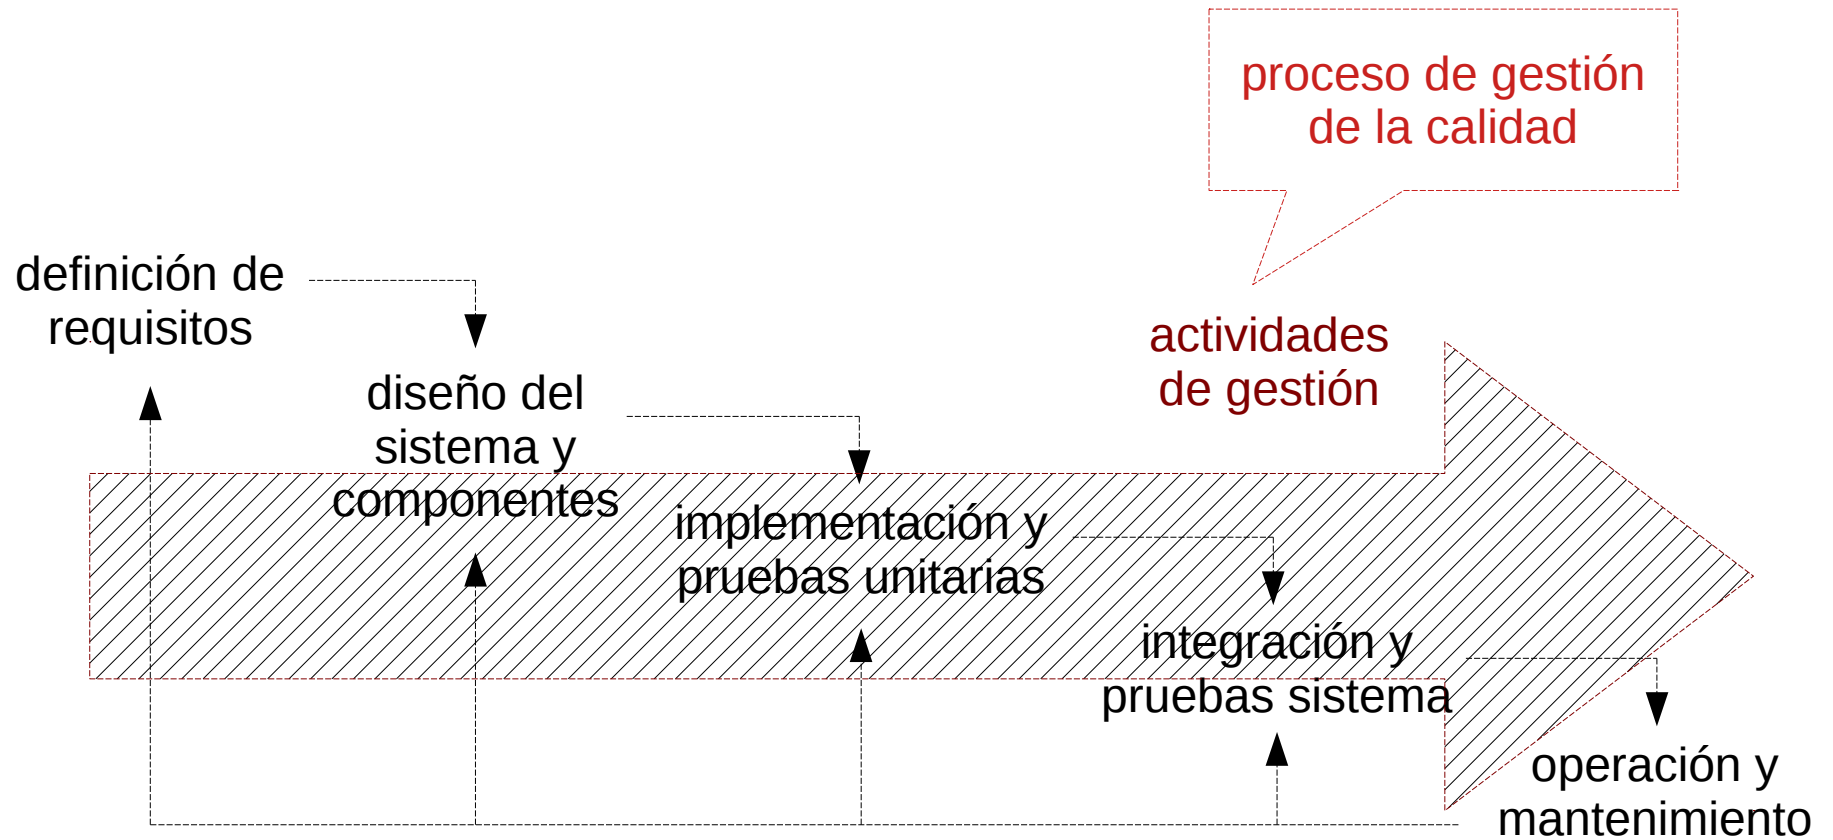 proceso de gestión
de la calidad
definición de
requisitos
actividades
de gestión
diseño del
sistema y
componentes
implementación y
pruebas unitarias
integración y
pruebas sistema
operación y
mantenimiento